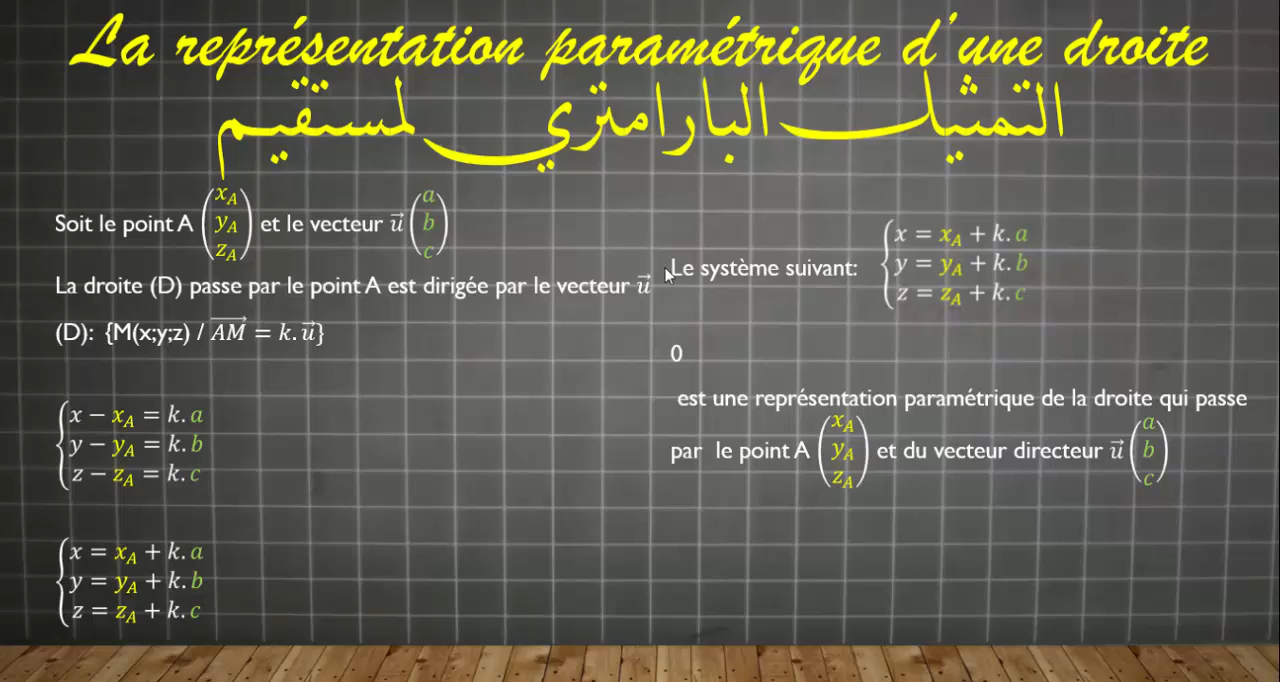 La représentation paramétrique d'une droite
التمثيل البارامتري لمستقيم
Soit le point A (x_A y_A z_A) et le vecteur u⃗ (a b c)
La droite (D) passe par le point A est dirigée par le vecteur u⃗
(D): {M(x;y;z) / AM⃗ = k.u⃗}
x − x_A = k.a
y − y_A = k.b
z − z_A = k.c
x = x_A + k.a
y = y_A + k.b
z = z_A + k.c
Le système suivant:
x = x_A + k.a
y = y_A + k.b
z = z_A + k.c
0
est une représentation paramétrique de la droite qui passe
par le point A (x_A y_A z_A) et du vecteur directeur u⃗ (a b c)